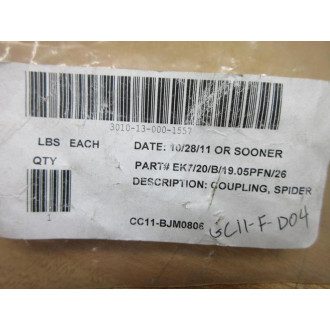 3010-13-000-1557
LBS EACH
DATE: 10/28/11 OR SOONER
QTY
PART# EK7/20/B/19.05PFN/26
DESCRIPTION: COUPLING, SPIDER
1
CC11-BJM0806
GC11-F-D04